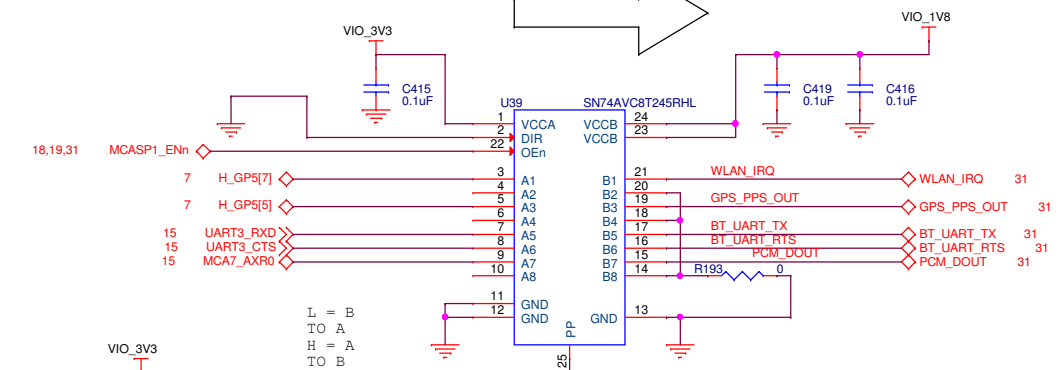 VIO_3V3
VIO_1V8
C415
0.1uF
C419
0.1uF
C416
0.1uF
U39
SN74AVC8T245RHL
1
VCCA
VCCB
24
2
DIR
VCCB
23
18,19,31
MCASP1_ENn
22
OEn
7
H_GP5[7]
3
A1
B1
21
WLAN_IRQ
WLAN_IRQ
31
4
A2
B2
20
7
H_GP5[5]
5
A3
B3
19
GPS_PPS_OUT
GPS_PPS_OUT
31
6
A4
B4
18
15
UART3_RXD
7
A5
B5
17
BT_UART_TX
BT_UART_TX
31
15
UART3_CTS
8
A6
B6
16
BT_UART_RTS
BT_UART_RTS
31
15
MCA7_AXR0
9
A7
B7
15
PCM_DOUT
PCM_DOUT
31
10
A8
B8
14
R193
0
11
GND
12
GND
GND
13
PP
25
L = B
TO A
H = A
TO B
VIO_3V3